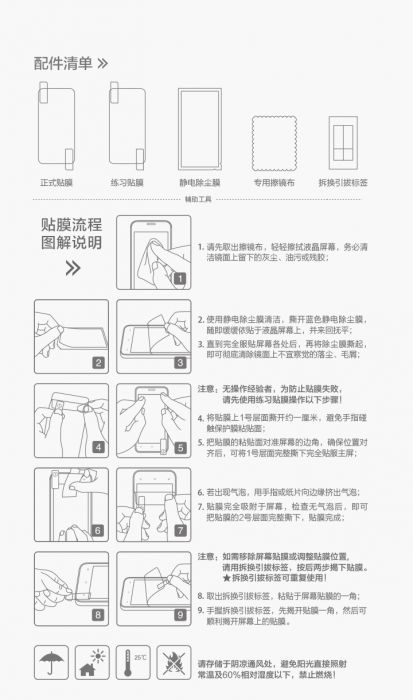 配件清单 »
正式贴膜 练习贴膜 静电除尘膜 专用擦镜布 拆换引拔标签
辅助工具
贴膜流程
图解说明
»
1
1. 请先取出擦镜布，轻轻擦拭液晶屏幕，务必清
洁镜面上留下的灰尘、油污或残胶；
2
3
2. 使用静电除尘膜清洁，撕开蓝色静电除尘膜，
随即缓缓依贴于液晶屏幕上，并来回抚平；
3. 直到完全服贴屏幕各处后，再将除尘膜撕起，
即可彻底清除镜面上不宜察觉的落尘、毛屑；
4
5
注意：无操作经验者，为防止贴膜失败，
请先使用练习贴膜操作以下步骤！
4. 将贴膜上1号层面撕开约一厘米，避免手指碰
触保护膜粘贴面；
5. 把贴膜的粘贴面对准屏幕的边角，确保位置对
齐后，可将1号层面完整撕下完全贴服主屏；
6
7
6. 若出现气泡，用手指或纸片向边缘挤出气泡；
7. 贴膜完全吸附于屏幕，检查无气泡后，即可
把贴膜的2号层面完整撕下，贴膜完成；
8
9
注意：如需移除屏幕贴膜或调整贴膜位置，
请用拆换引拔标签，按后两步揭下贴膜。
★拆换引拔标签可重复使用！
8. 取出拆换引拔标签，粘贴于屏幕贴膜的一角；
9. 手握拆换引拔标签，先揭开贴膜一角，然后可
顺利揭开屏幕上的贴膜。
25℃
请存储于阴凉通风处，避免阳光直接照射
常温及60%相对湿度以下，禁止燃烧！